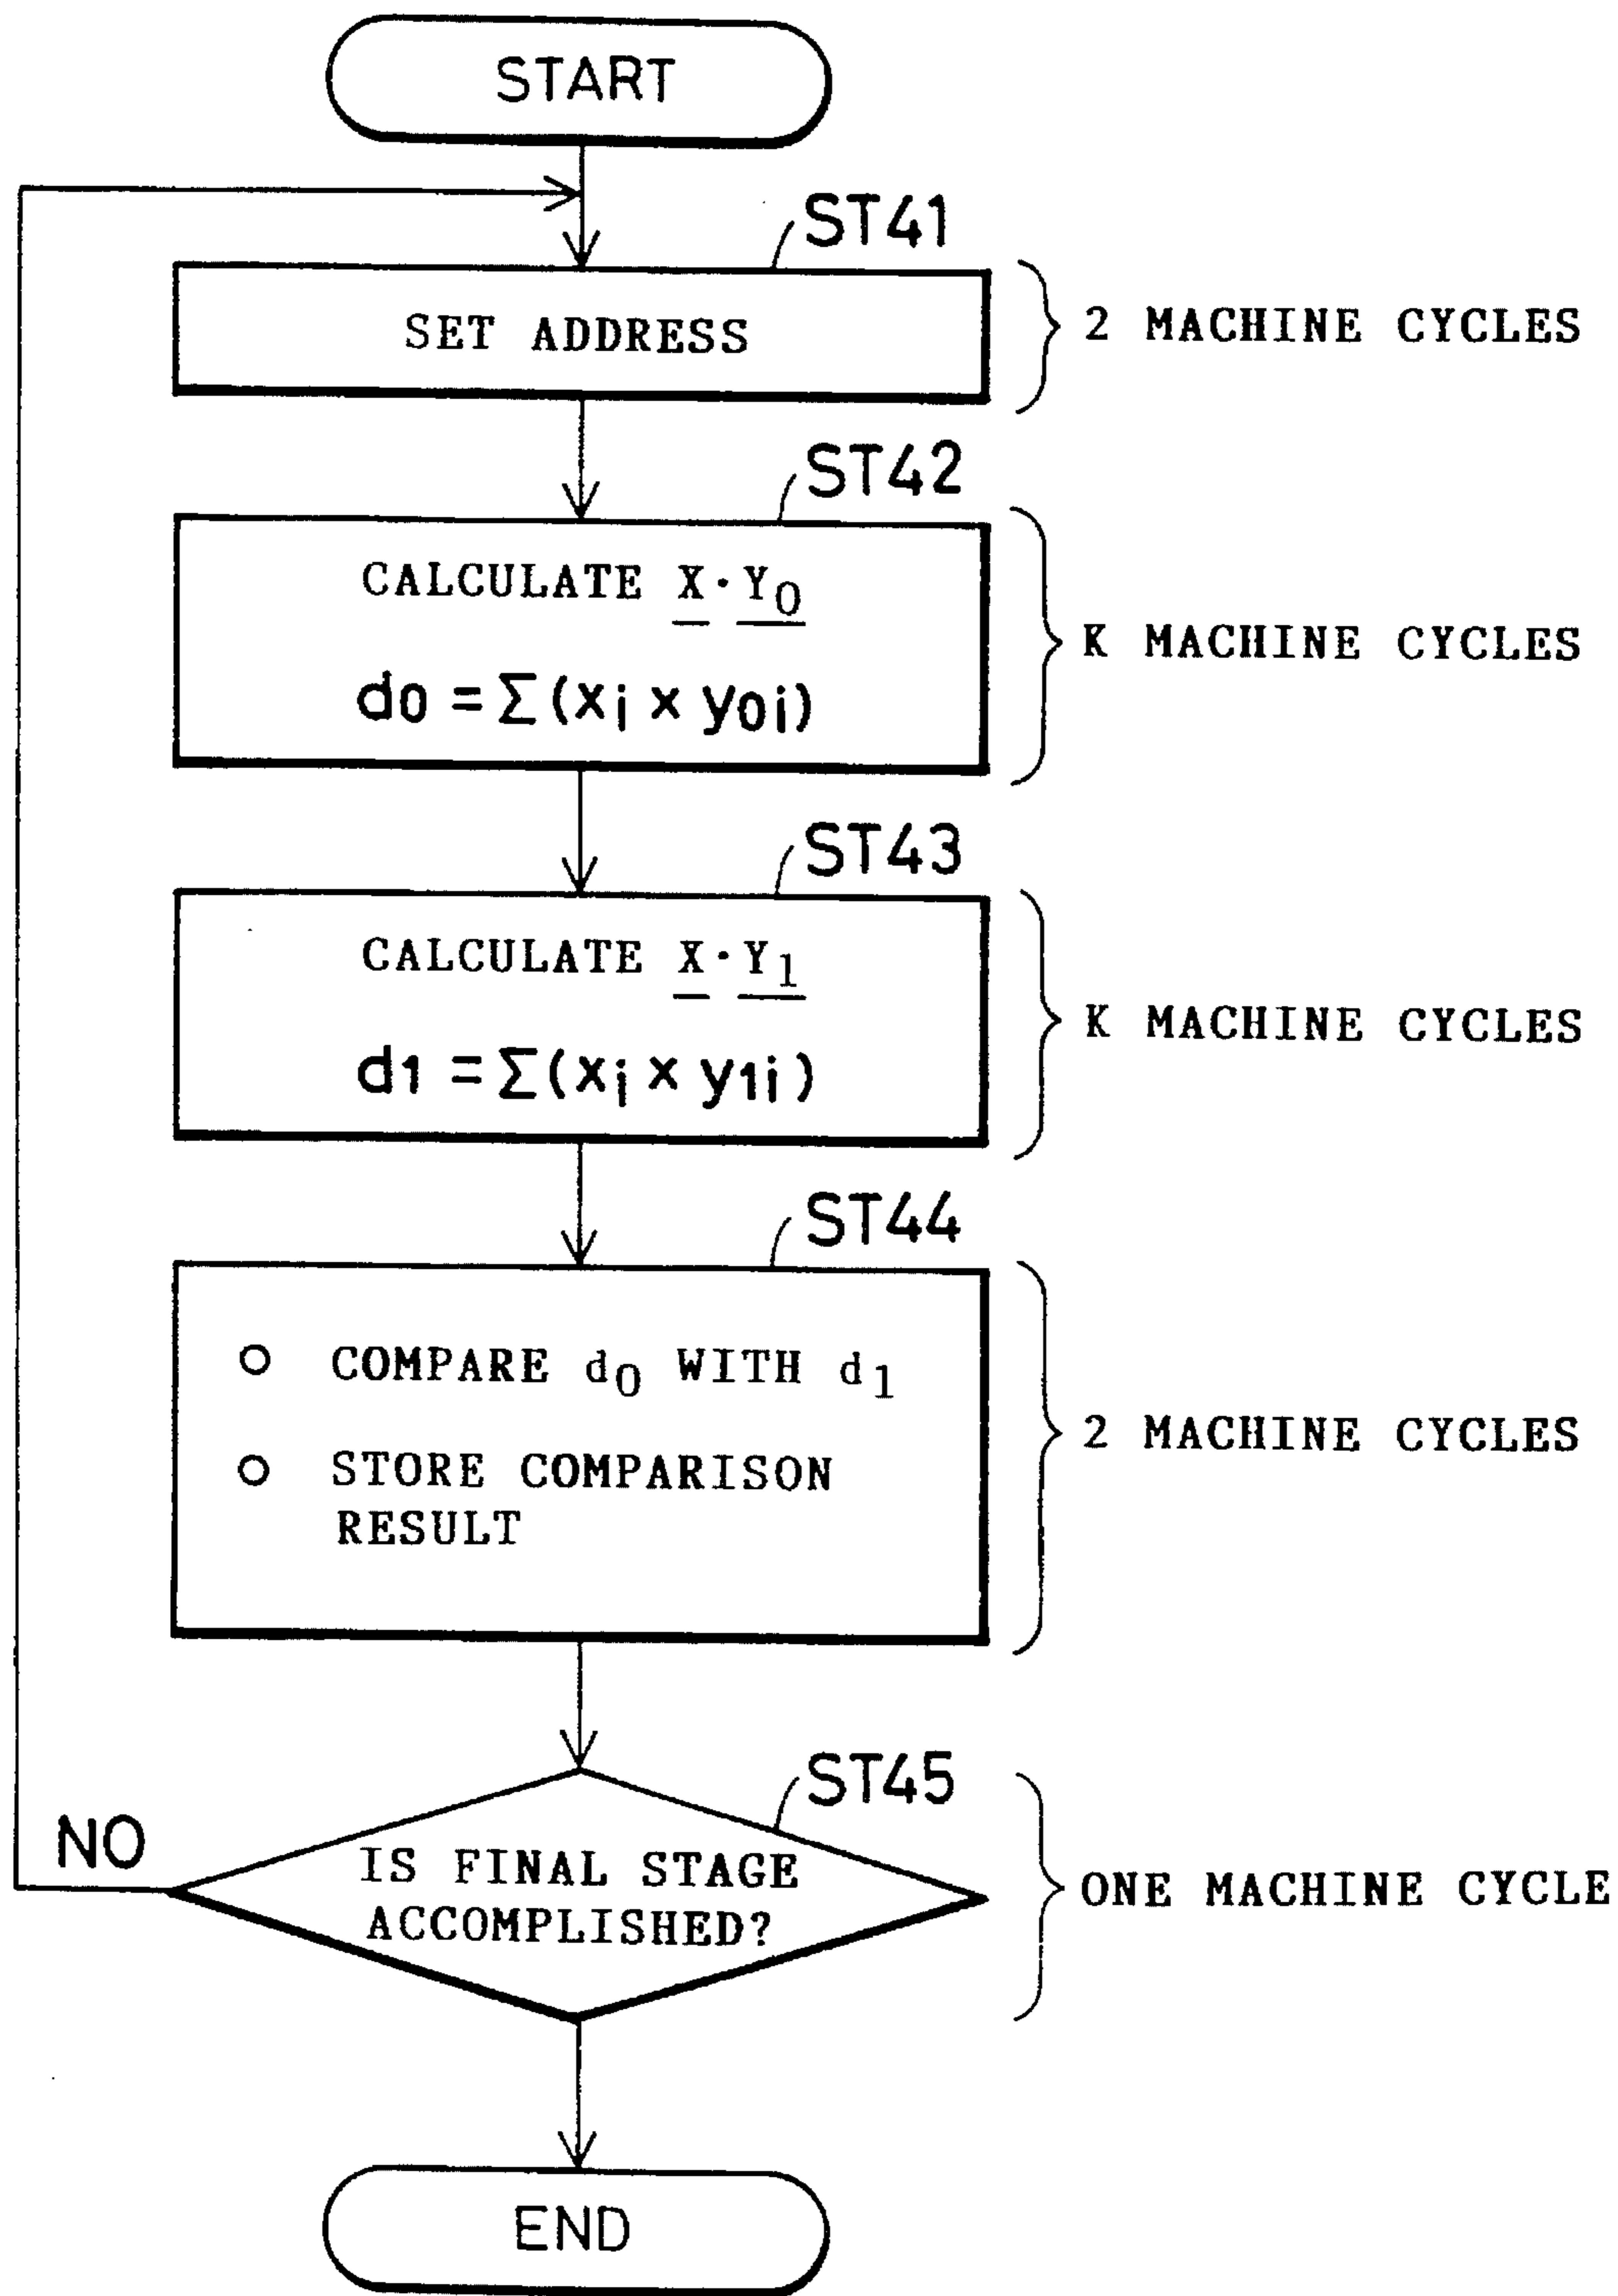 START
ST41
SET ADDRESS
2 MACHINE CYCLES
ST42
CALCULATE X·Y0
d0 = Σ(xi × y0i)
K MACHINE CYCLES
ST43
CALCULATE X·Y1
d1 = Σ(xi × y1i)
K MACHINE CYCLES
ST44
○ COMPARE d0 WITH d1
○ STORE COMPARISON
RESULT
2 MACHINE CYCLES
ST45
NO
IS FINAL STAGE
ACCOMPLISHED?
ONE MACHINE CYCLE
END